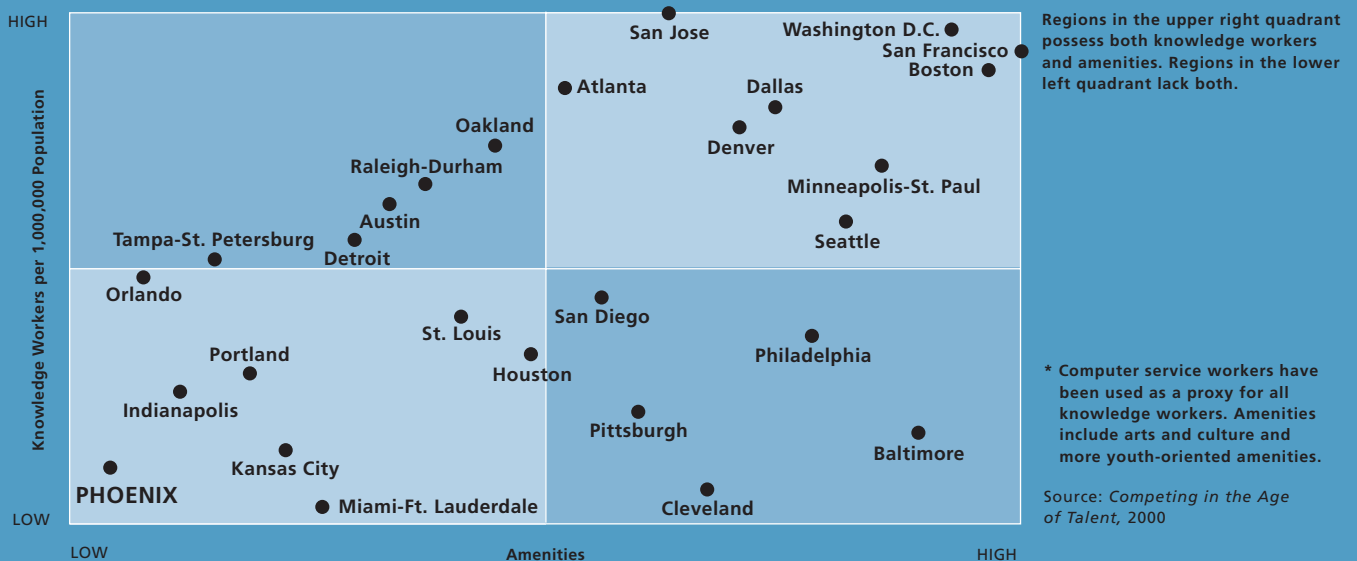 HIGH
Knowledge Workers per 1,000,000 Population
LOW
San Jose
Washington D.C.
San Francisco
Boston
Atlanta
Dallas
Oakland
Denver
Raleigh-Durham
Minneapolis-St. Paul
Austin
Tampa-St. Petersburg
Seattle
Detroit
Orlando
San Diego
St. Louis
Portland
Philadelphia
Houston
Indianapolis
Pittsburgh
Baltimore
Kansas City
PHOENIX
Miami-Ft. Lauderdale
Cleveland
LOW
Amenities
HIGH
Regions in the upper right quadrant
possess both knowledge workers
and amenities. Regions in the lower
left quadrant lack both.
* Computer service workers have
been used as a proxy for all
knowledge workers. Amenities
include arts and culture and
more youth-oriented amenities.
Source: Competing in the Age
of Talent, 2000